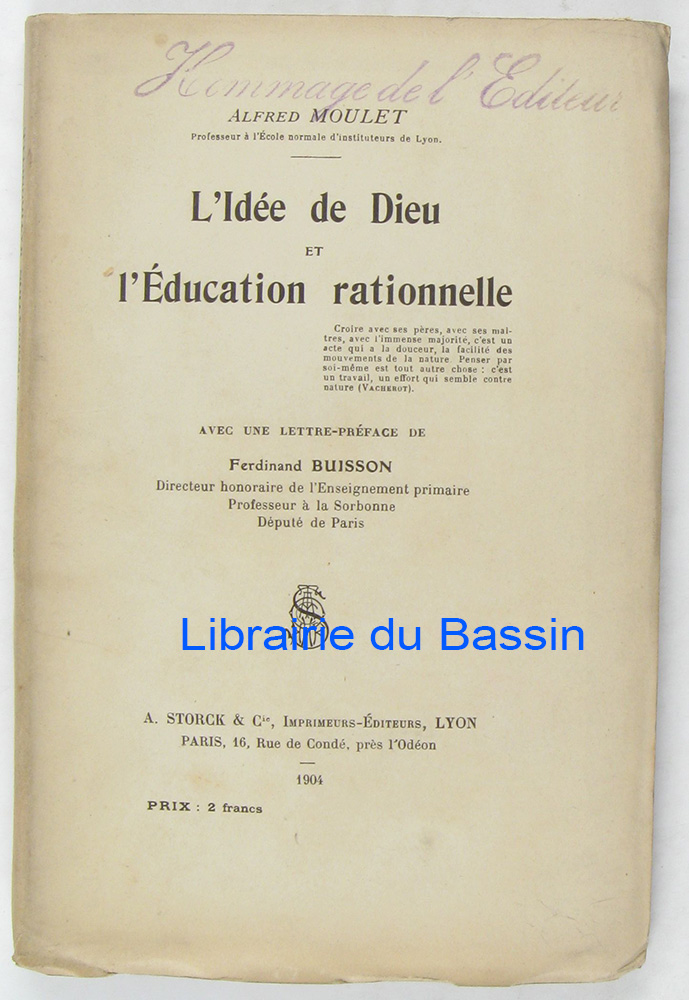 Hommage de l'Editeur
ALFRED MOULET
Professeur à l'École normale d'instituteurs de Lyon.
L'Idée de Dieu
ET
l'Éducation rationnelle
Croire avec ses pères, avec ses maî-
tres, avec l'immense majorité, c'est un
acte qui a la douceur, la facilité des
mouvements de la nature. Penser par
soi-même est tout autre chose : c'est
un travail, un effort qui semble contre
nature (VACHEROT).
AVEC UNE LETTRE-PRÉFACE DE
Ferdinand BUISSON
Directeur honoraire de l'Enseignement primaire
Professeur à la Sorbonne
Député de Paris
Librairie du Bassin
A. STORCK & Cie, IMPRIMEURS-ÉDITEURS, LYON
PARIS, 16, Rue de Condé, près l'Odéon
1904
PRIX : 2 francs